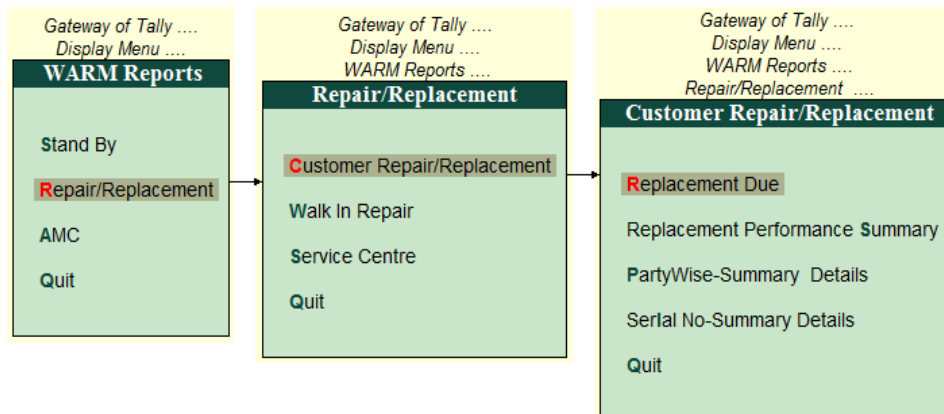 Gateway of Tally ....
Display Menu ....
WARM Reports
Stand By
Repair/Replacement
AMC
Quit
Gateway of Tally ....
Display Menu ....
WARM Reports ....
Repair/Replacement
Customer Repair/Replacement
Walk In Repair
Service Centre
Quit
Gateway of Tally ....
Display Menu ....
WARM Reports ....
Repair/Replacement ....
Customer Repair/Replacement
Replacement Due
Replacement Performance Summary
PartyWise-Summary Details
Serial No-Summary Details
Quit